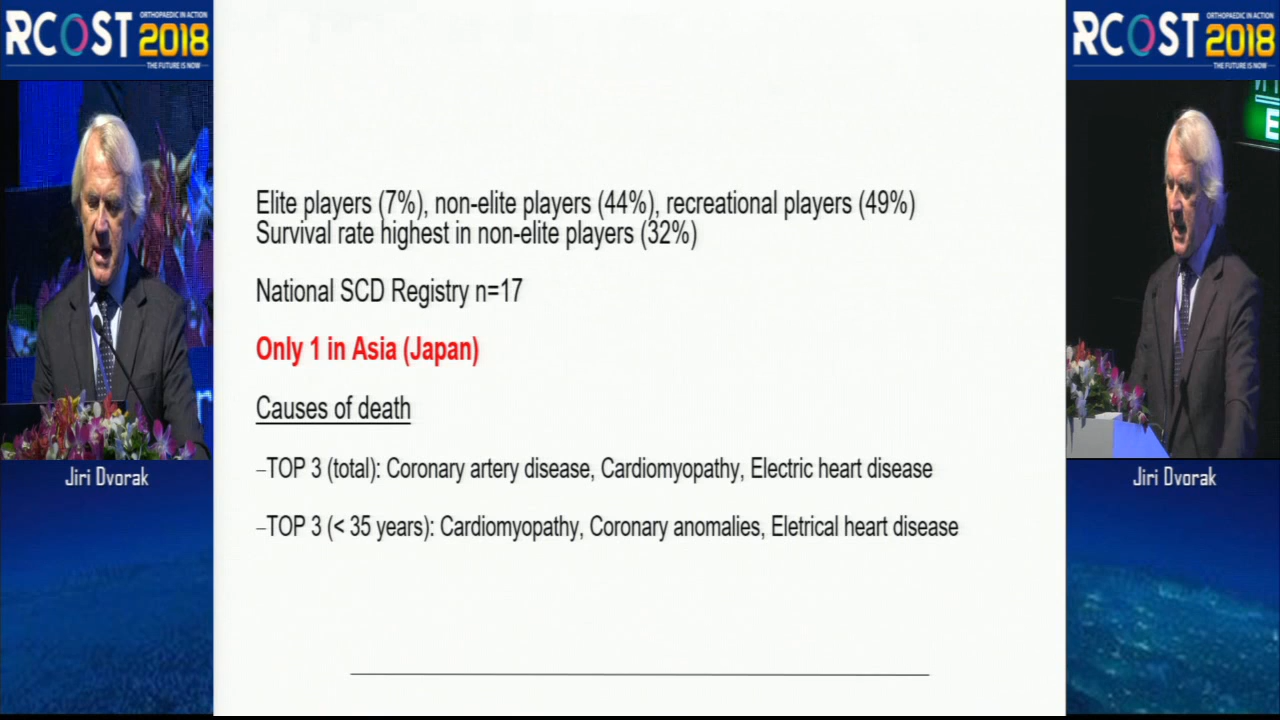 ORTHOPAEDIC IN ACTION
RCOST 2018
THE FUTURE IS NOW
Jiri Dvorak
Elite players (7%), non-elite players (44%), recreational players (49%)
Survival rate highest in non-elite players (32%)
National SCD Registry n=17
Only 1 in Asia (Japan)
Causes of death
–TOP 3 (total): Coronary artery disease, Cardiomyopathy, Electric heart disease
–TOP 3 (< 35 years): Cardiomyopathy, Coronary anomalies, Eletrical heart disease
ORTHOPAEDIC IN ACTION
RCOST 2018
THE FUTURE IS NOW
Jiri Dvorak